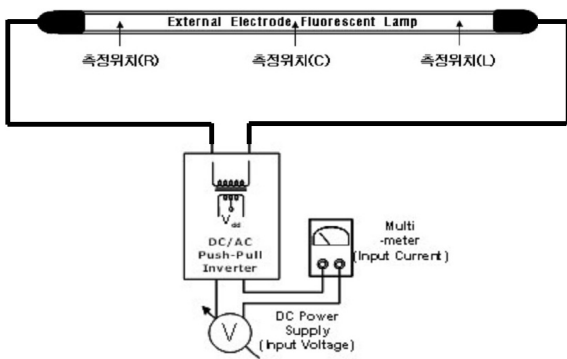 External Electrode Fluorescent Lamp
측정위치(R) 측정위치(C) 측정위치(L)
Vdd
DC/AC
Push-Pull
Inverter
Multi
-meter
(Input Current)
V
DC Power
Supply
(Input Voltage)